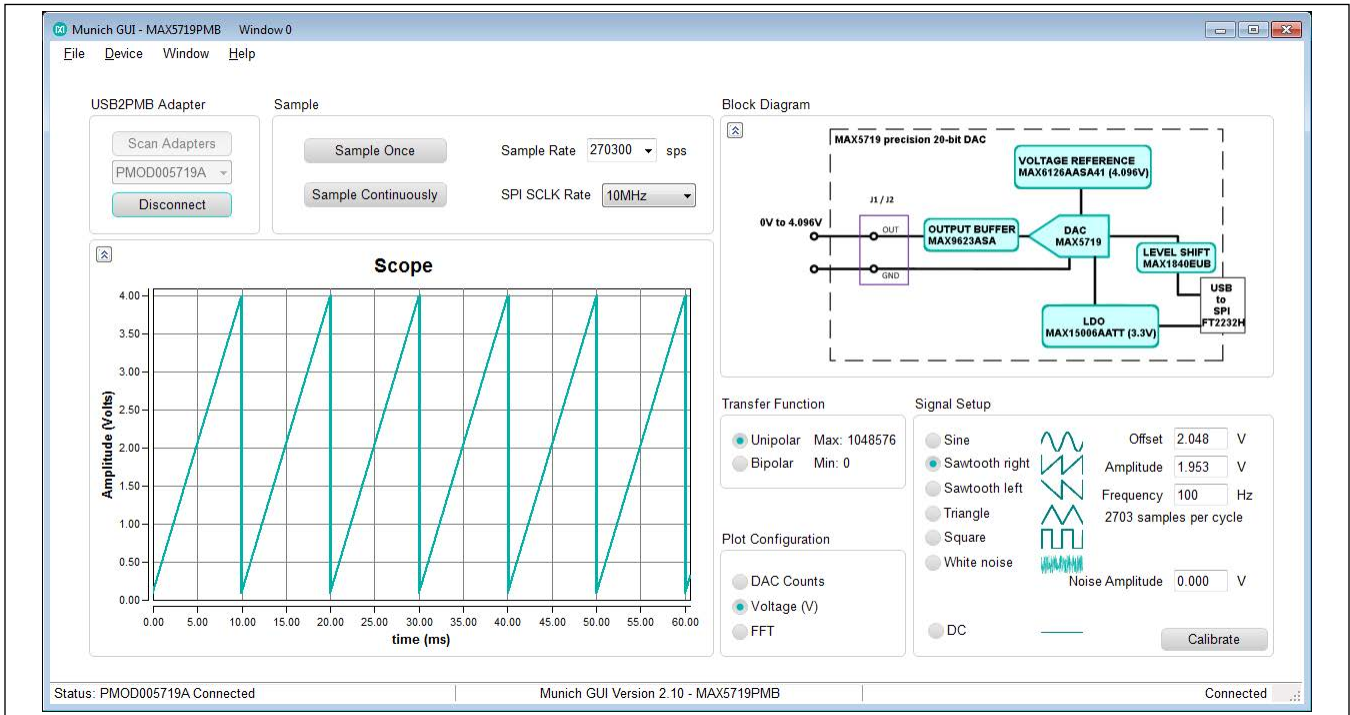 Munich GUI - MAX5719PMB Window 0
File Device Window Help
USB2PMB Adapter
Scan Adapters
PMOD005719A
Disconnect
Sample
Sample Once
Sample Rate 270300 sps
Sample Continuously
SPI SCLK Rate 10MHz
Scope
Amplitude (Volts)
4.00
3.50
3.00
2.50
2.00
1.50
1.00
0.50
0.00
0.00 5.00 10.00 15.00 20.00 25.00 30.00 35.00 40.00 45.00 50.00 55.00 60.00
time (ms)
Block Diagram
MAX5719 precision 20-bit DAC
VOLTAGE REFERENCE
MAX6126AASA41 (4.096V)
J1 / J2
0V to 4.096V
OUT
GND
OUTPUT BUFFER
MAX9623ASA
DAC
MAX5719
LEVEL SHIFT
MAX1840EUB
USB
to
SPI
FT2232H
LDO
MAX15006AATT (3.3V)
Transfer Function
Unipolar Max: 1048576
Bipolar Min: 0
Plot Configuration
DAC Counts
Voltage (V)
FFT
Signal Setup
Sine
Sawtooth right
Sawtooth left
Triangle
Square
White noise
DC
Offset 2.048 V
Amplitude 1.953 V
Frequency 100 Hz
2703 samples per cycle
Noise Amplitude 0.000 V
Calibrate
Status: PMOD005719A Connected
Munich GUI Version 2.10 - MAX5719PMB
Connected